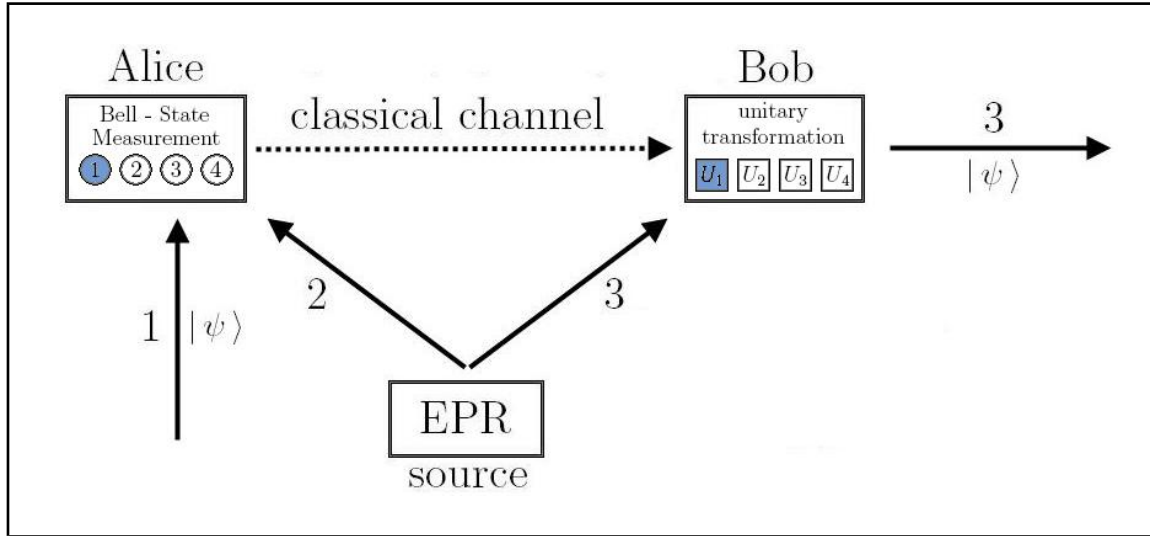 Alice
Bell - State
Measurement
1 2 3 4
classical channel
Bob
unitary
transformation
U₁ U₂ U₃ U₄
3
| ψ ⟩
1
| ψ ⟩
2
3
EPR
source